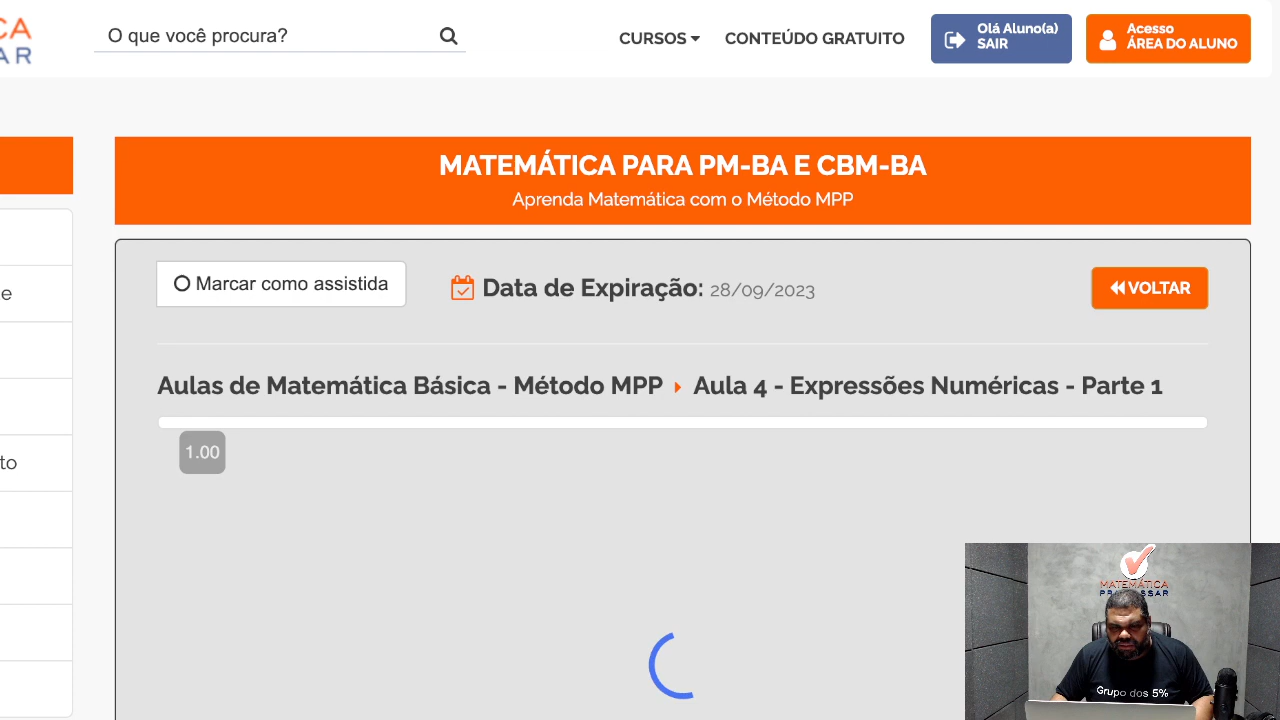 CA
AR
O que você procura?
CURSOS
CONTEÚDO GRATUITO
Olá Aluno(a)
SAIR
Acesso
ÁREA DO ALUNO
MATEMÁTICA PARA PM-BA E CBM-BA
Aprenda Matemática com o Método MPP
Marcar como assistida
Data de Expiração: 28/09/2023
VOLTAR
e
Aulas de Matemática Básica - Método MPP
Aula 4 - Expressões Numéricas - Parte 1
1.00
to
MATEMÁTICA
Grupo dos 5%